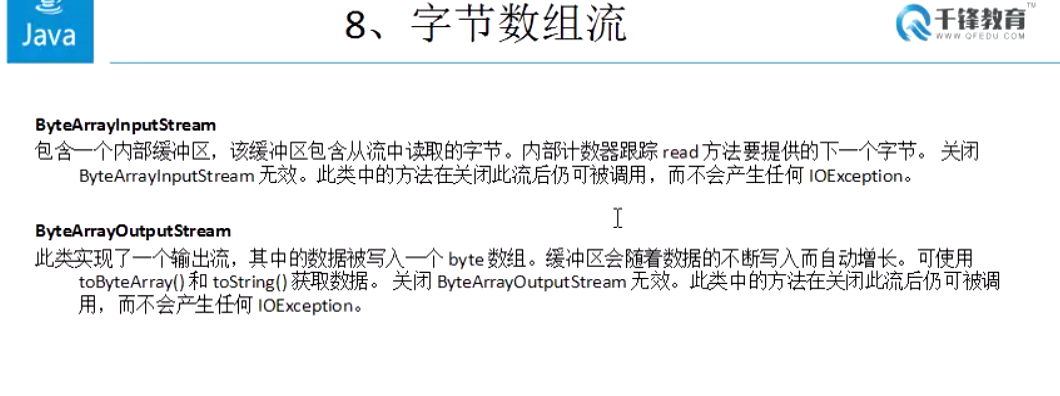 Java
8、字节数组流
千锋教育TM
WWW.QFEDU.COM
ByteArrayInputStream
包含一个内部缓冲区，该缓冲区包含从流中读取的字节。内部计数器跟踪 read 方法要提供的下一个字节。 关闭
ByteArrayInputStream 无效。此类中的方法在关闭此流后仍可被调用，而不会产生任何 IOException。
ByteArrayOutputStream
此类实现了一个输出流，其中的数据被写入一个 byte 数组。缓冲区会随着数据的不断写入而自动增长。可使用
toByteArray() 和 toString() 获取数据。 关闭 ByteArrayOutputStream 无效。此类中的方法在关闭此流后仍可被调
用，而不会产生任何 IOException。